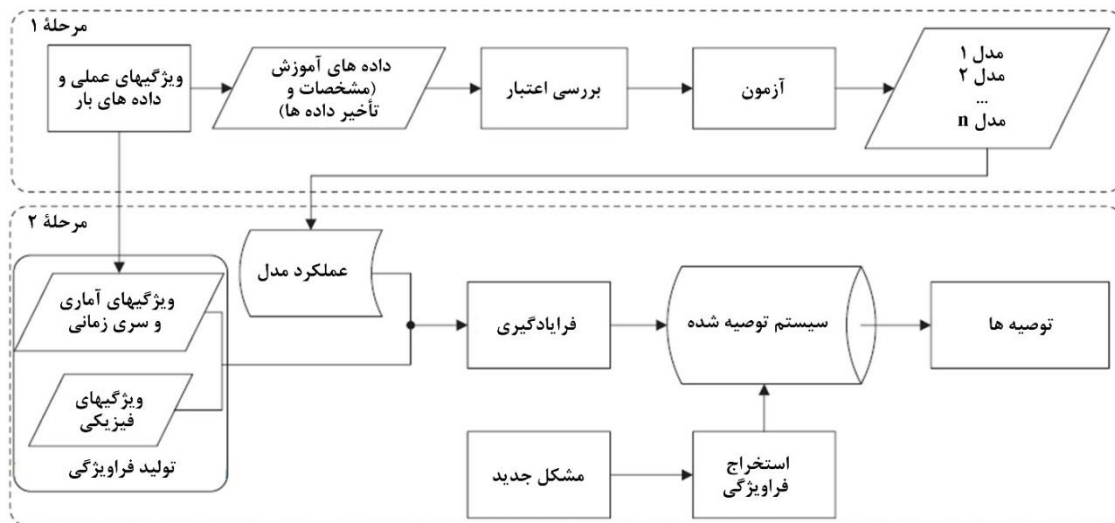 مرحلهٔ ۱
ویژگیهای عملی و
داده های بار
داده های آموزش
(مشخصات و
تأخیر داده ها)
بررسی اعتبار
آزمون
مدل ۱
مدل ۲
...
مدل n
مرحلهٔ ۲
عملکرد مدل
ویژگیهای آماری
و سری زمانی
ویژگیهای
فیزیکی
تولید فراویژگی
فرایادگیری
سیستم توصیه شده
توصیه ها
مشکل جدید
استخراج
فراویژگی